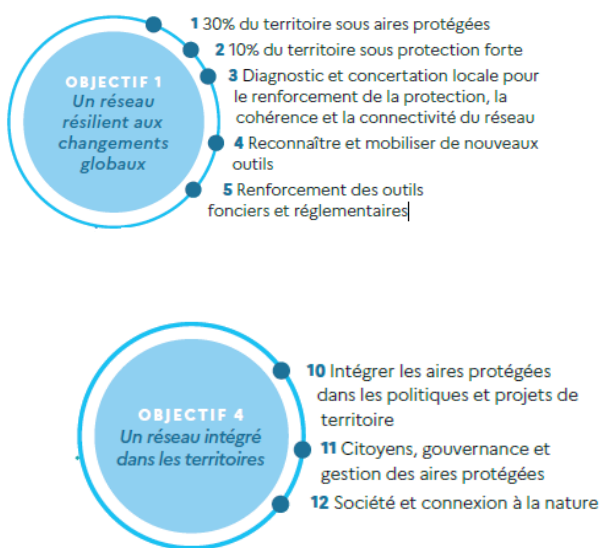 OBJECTIF 1
Un réseau
résilient aux
changements
globaux
1 30% du territoire sous aires protégées
2 10% du territoire sous protection forte
3 Diagnostic et concertation locale pour
le renforcement de la protection, la
cohérence et la connectivité du réseau
4 Reconnaître et mobiliser de nouveaux
outils
5 Renforcement des outils
fonciers et réglementaires
OBJECTIF 4
Un réseau intégré
dans les territoires
10 Intégrer les aires protégées
dans les politiques et projets de
territoire
11 Citoyens, gouvernance et
gestion des aires protégées
12 Société et connexion à la nature